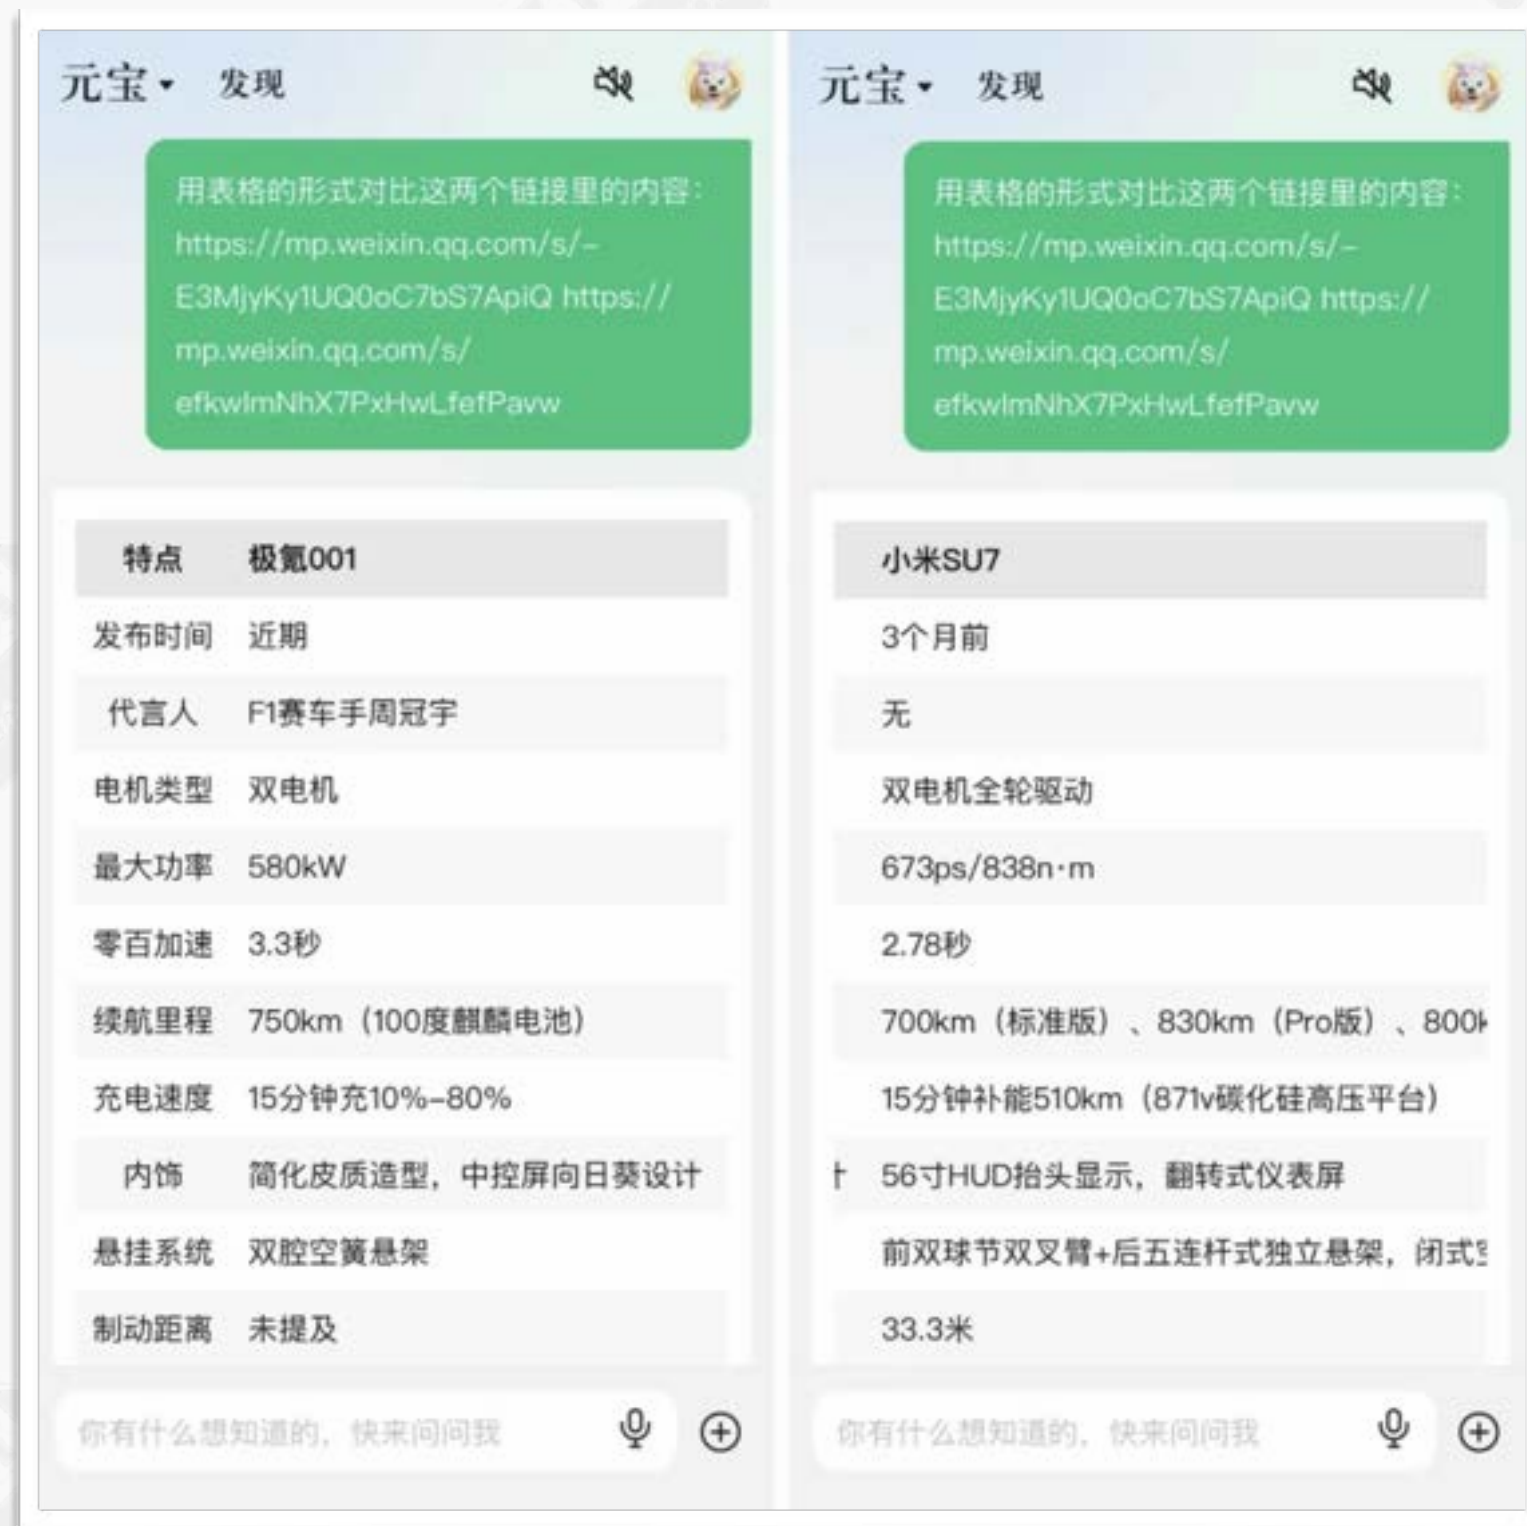 元宝 发现
用表格的形式对比这两个链接里的内容：
https://mp.weixin.qq.com/s/-
E3MjyKy1UQ0oC7bS7ApiQ https://
mp.weixin.qq.com/s/
efkwlmNhX7PxHwLfefPavw
特点 极氪001
发布时间 近期
代言人 F1赛车手周冠宇
电机类型 双电机
最大功率 580kW
零百加速 3.3秒
续航里程 750km（100度麒麟电池）
充电速度 15分钟充10%-80%
内饰 简化皮质造型，中控屏向日葵设计
悬挂系统 双腔空簧悬架
制动距离 未提及
你有什么想知道的，快来问问我
元宝 发现
用表格的形式对比这两个链接里的内容：
https://mp.weixin.qq.com/s/-
E3MjyKy1UQ0oC7bS7ApiQ https://
mp.weixin.qq.com/s/
efkwlmNhX7PxHwLfefPavw
小米SU7
3个月前
无
双电机全轮驱动
673ps/838n·m
2.78秒
700km（标准版）、830km（Pro版）、800
15分钟补能510km（871v碳化硅高压平台）
56寸HUD抬头显示，翻转式仪表屏
前双球节双叉臂+后五连杆式独立悬架，闭式
33.3米
你有什么想知道的，快来问问我